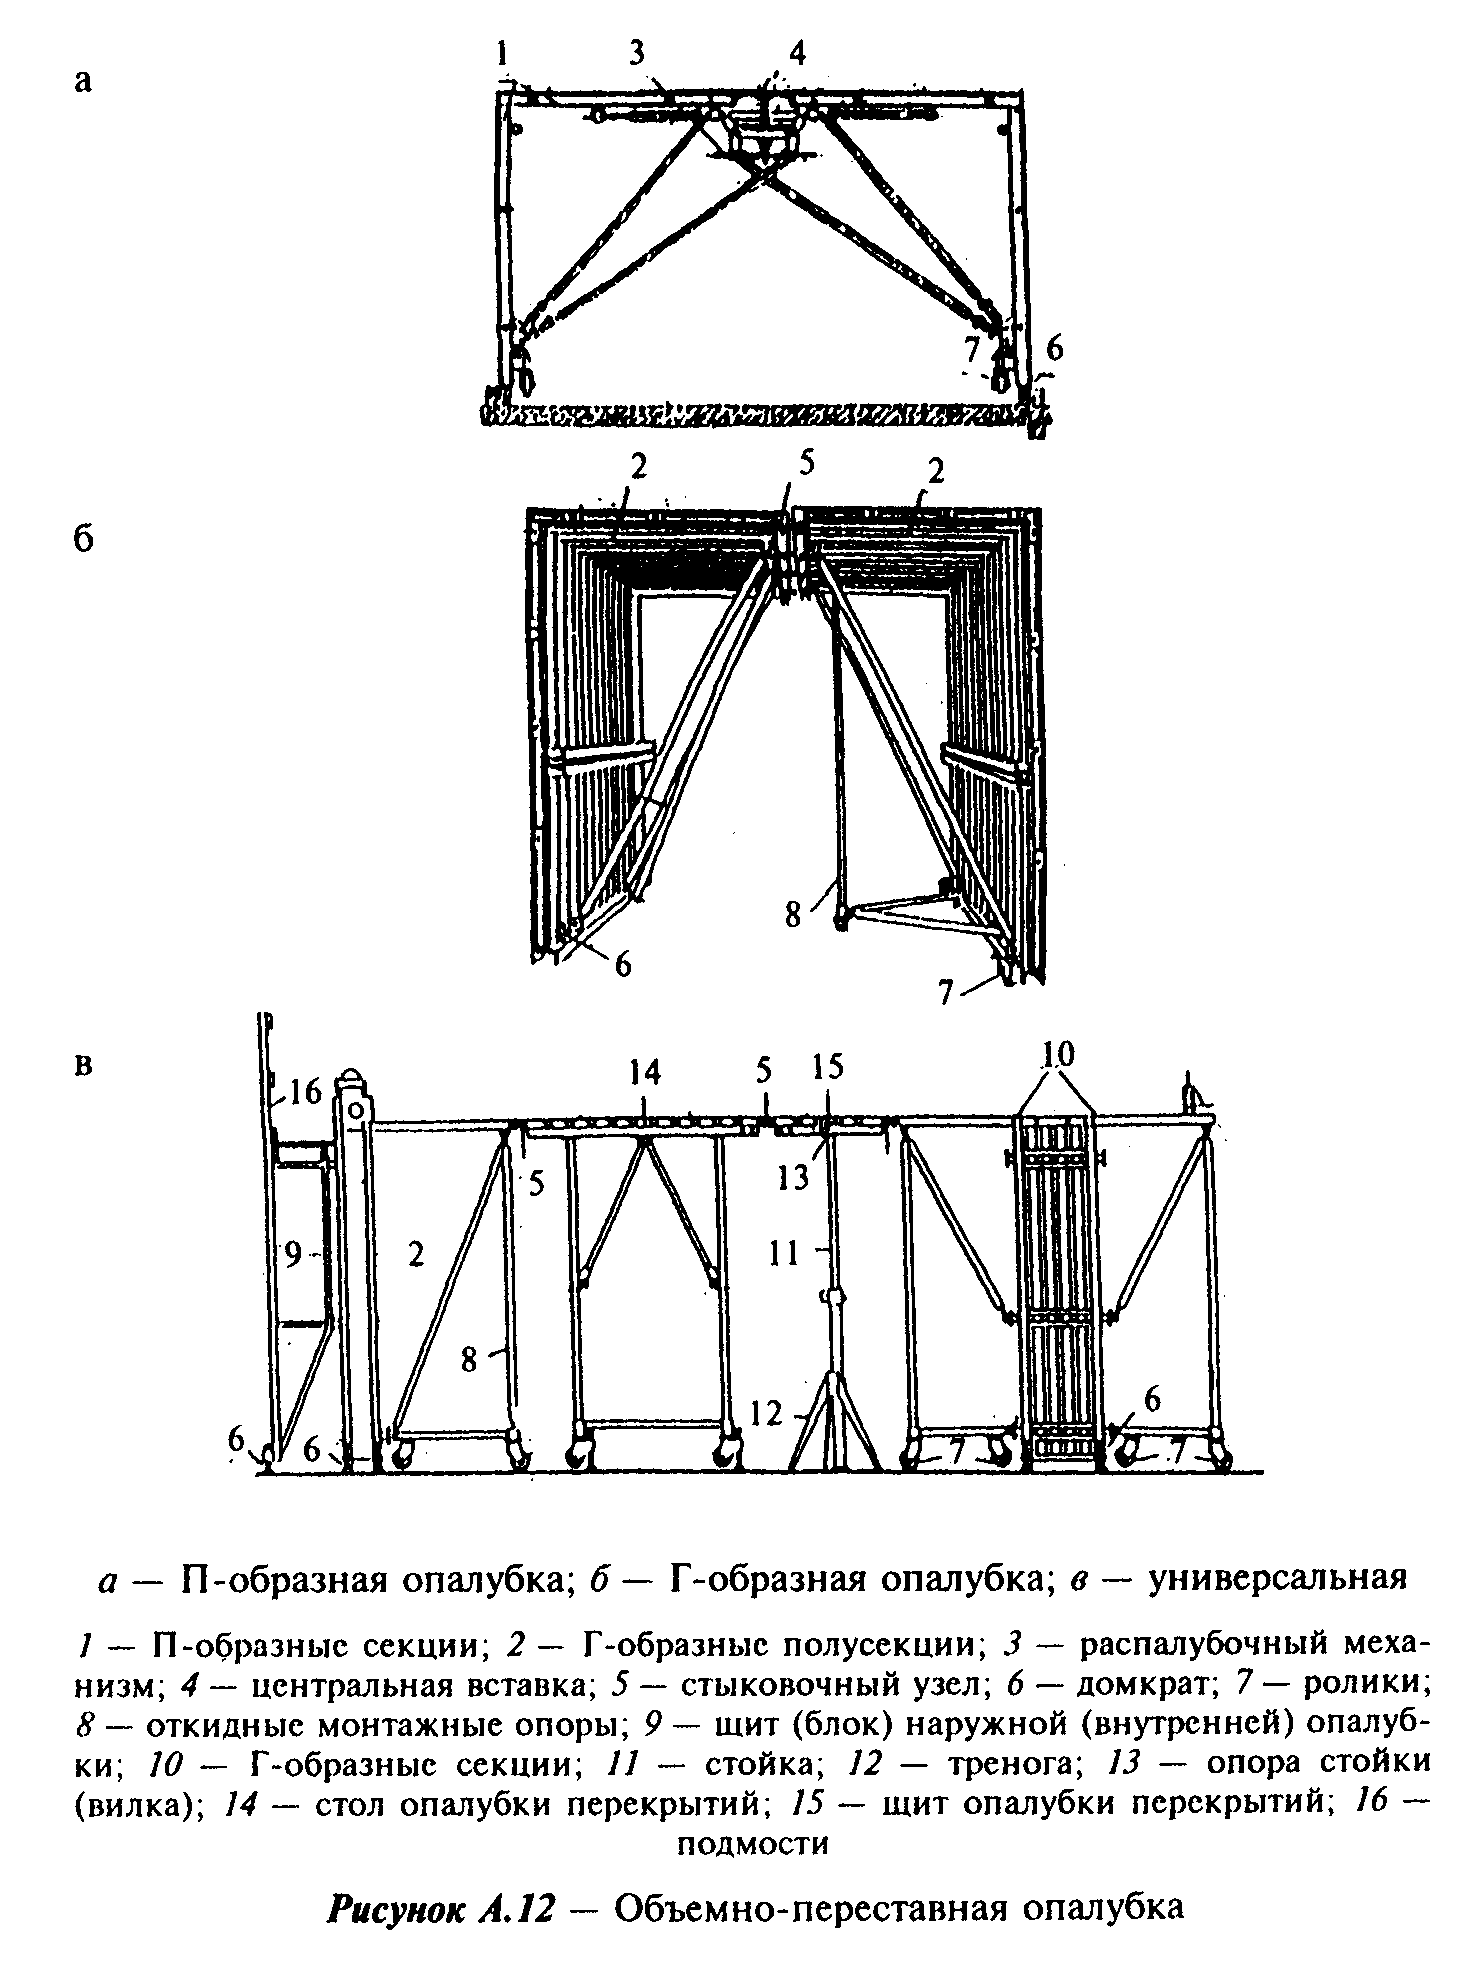 а
1 3 4
7 6
б
2 5 2
8
6
7
в
16 14 5 15 10
5 13
9 2 11
8
12 6
6 6 7 7
а — П-образная опалубка; б — Г-образная опалубка; в — универсальная
1 — П-образные секции; 2 — Г-образные полусекции; 3 — распалубочный меха-
низм; 4 — центральная вставка; 5 — стыковочный узел; 6 — домкрат; 7 — ролики;
8 — откидные монтажные опоры; 9 — щит (блок) наружной (внутренней) опалуб-
ки; 10 — Г-образные секции; 11 — стойка; 12 — тренога; 13 — опора стойки
(вилка); 14 — стол опалубки перекрытий; 15 — щит опалубки перекрытий; 16 —
подмости
Рисунок А.12 — Объемно-переставная опалубка